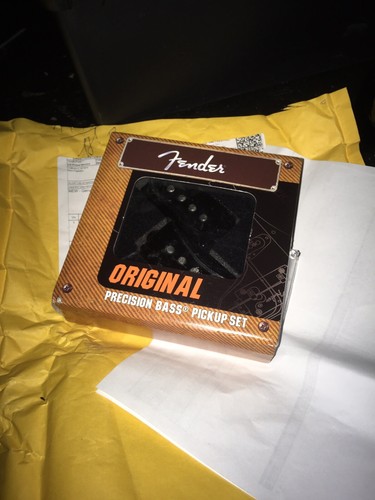 Fender
ORIGINAL
PRECISION BASS® PICKUP SET